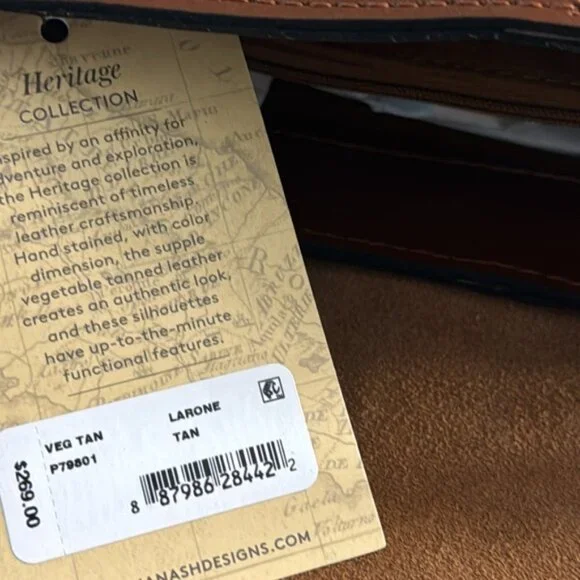 Heritage
COLLECTION
nspired by an affinity for
dventure and exploration,
the Heritage collection is
reminiscent of timeless
leather craftsmanship
Hand stained, with color
dimension, the supple
vegetable tanned leather
creates an authentic look,
and these silhouettes
have up-to-the-minute
functional features.
VEG TAN LARONE
P79801 TAN
$269.00
8 87986 28442 2
ANASHDESIGNS.COM